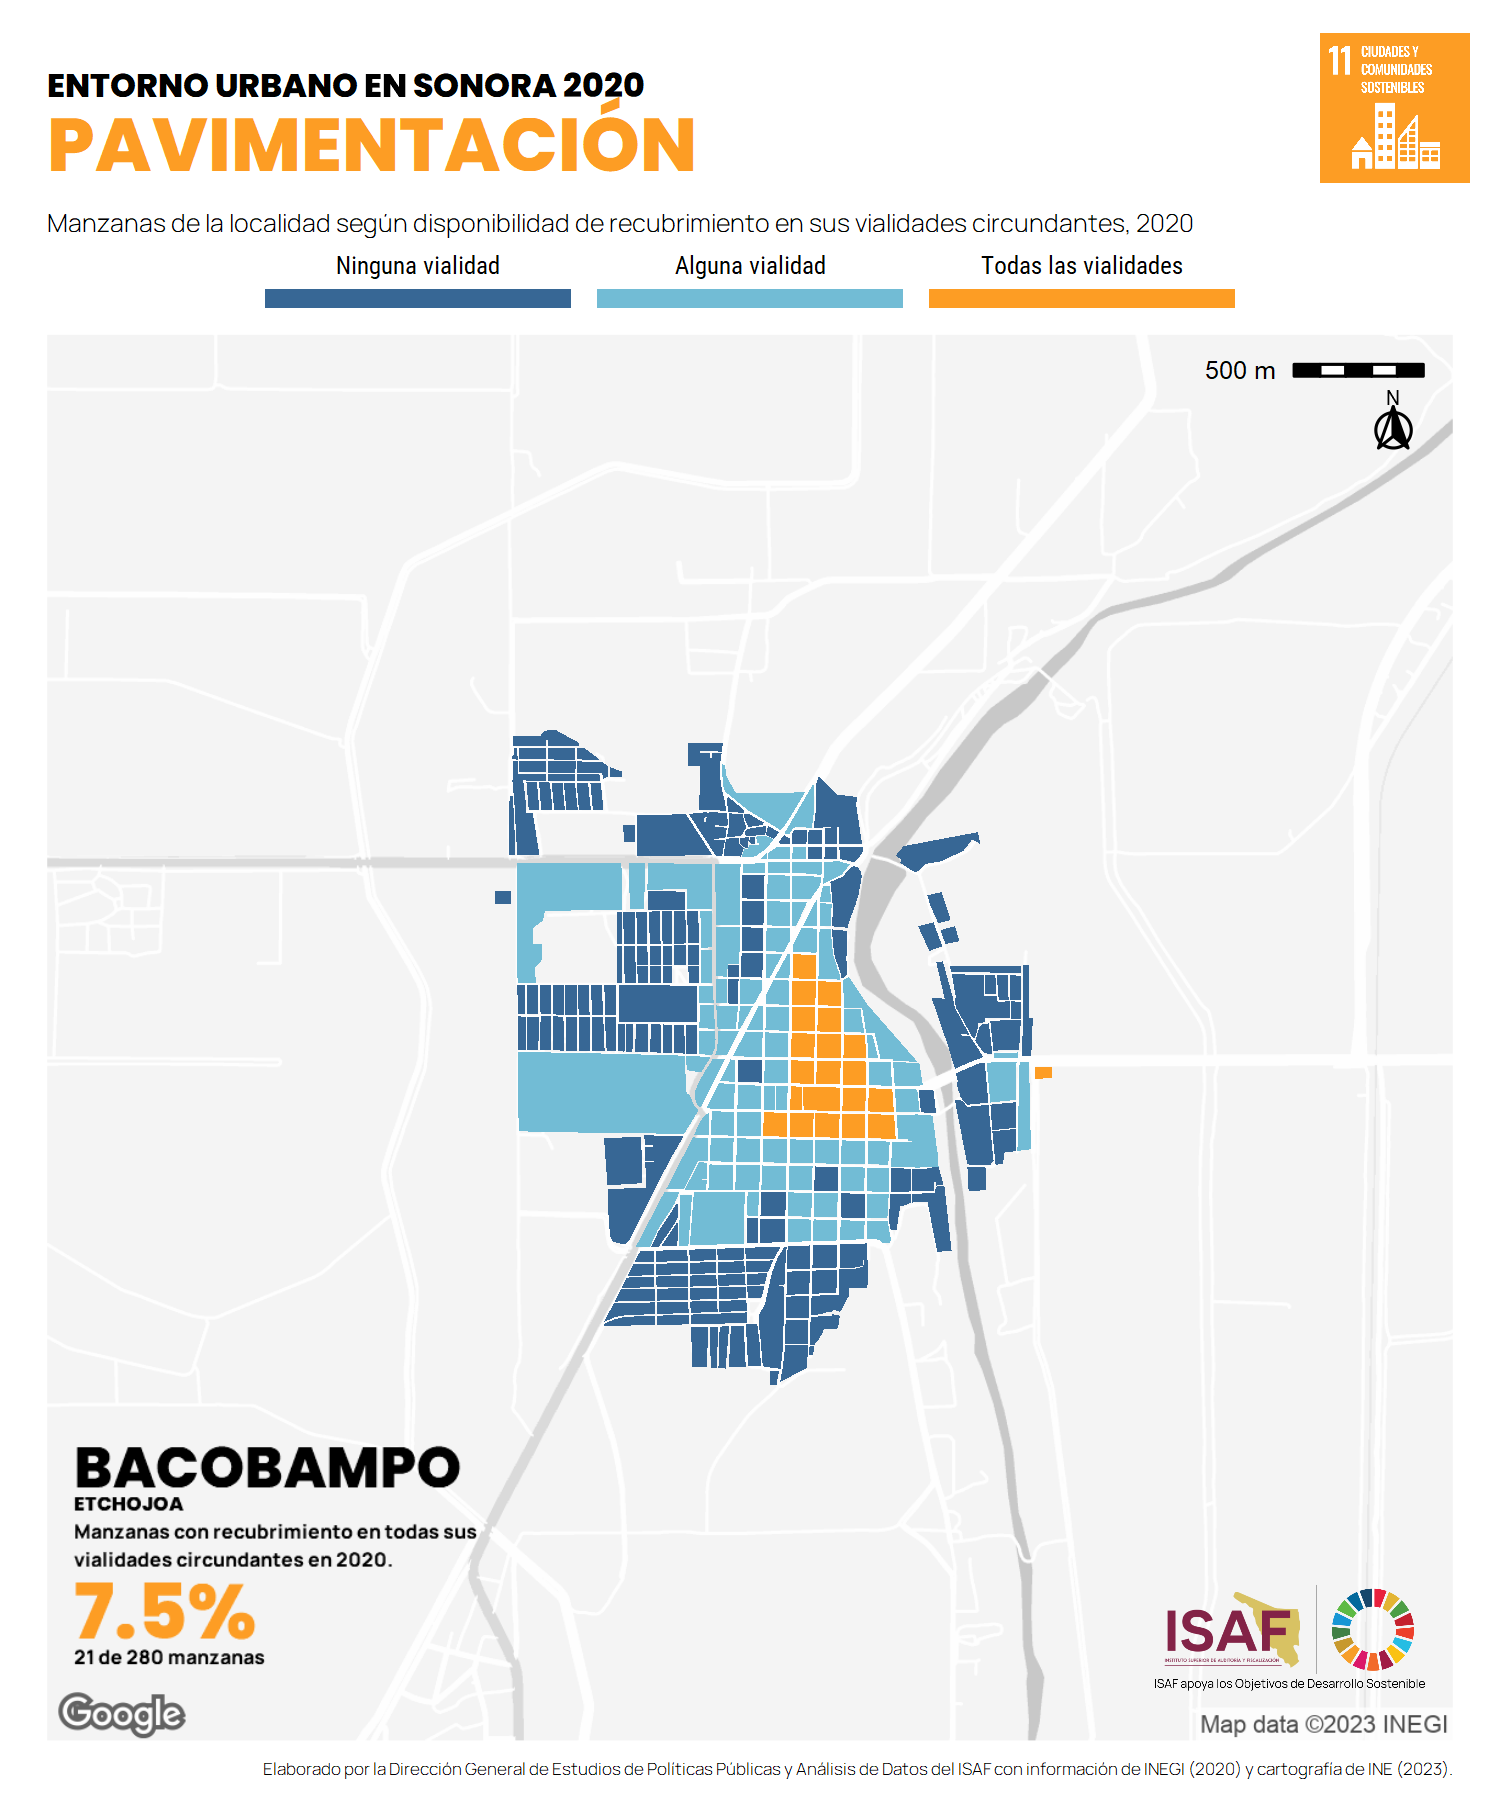 ENTORNO URBANO EN SONORA 2020
PAVIMENTACIÓN
11 CIUDADES Y
COMUNIDADES
SOSTENIBLES
Manzanas de la localidad según disponibilidad de recubrimiento en sus vialidades circundantes, 2020
Ninguna vialidad Alguna vialidad Todas las vialidades
500 m
N
BACOBAMPO
ETCHOJOA
Manzanas con recubrimiento en todas sus
vialidades circundantes en 2020.
7.5%
21 de 280 manzanas
ISAF
INSTITUTO SUPERIOR DE AUDITORÍA Y FISCALIZACIÓN
ISAF apoya los Objetivos de Desarrollo Sostenible
Google
Map data ©2023 INEGI
Elaborado por la Dirección General de Estudios de Políticas Públicas y Análisis de Datos del ISAF con información de INEGI (2020) y cartografía de INE (2023).